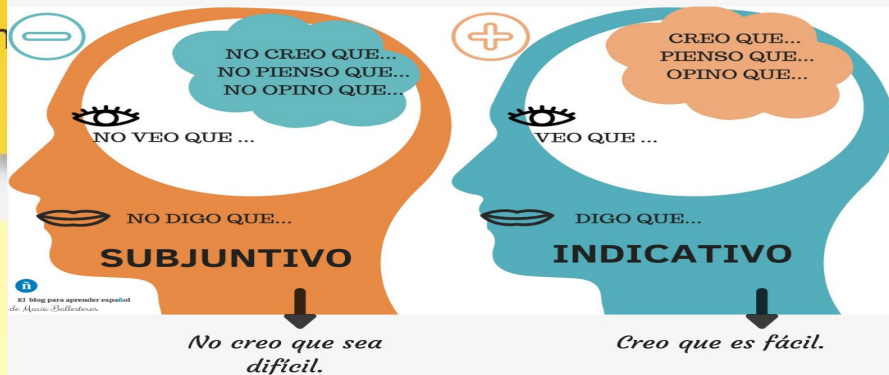 NO CREO QUE...
NO PIENSO QUE...
NO OPINO QUE...
NO VEO QUE ...
NO DIGO QUE...
SUBJUNTIVO
ñ
El blog para aprender español
de María Ballesteros
No creo que sea
difícil.
CREO QUE...
PIENSO QUE...
OPINO QUE...
VEO QUE ...
DIGO QUE...
INDICATIVO
Creo que es fácil.